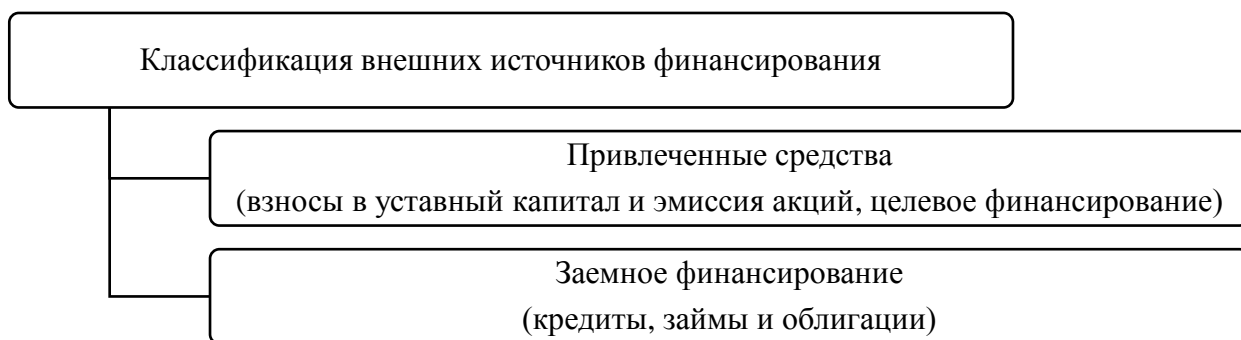 Классификация внешних источников финансирования
Привлеченные средства
(взносы в уставный капитал и эмиссия акций, целевое финансирование)
Заемное финансирование
(кредиты, займы и облигации)